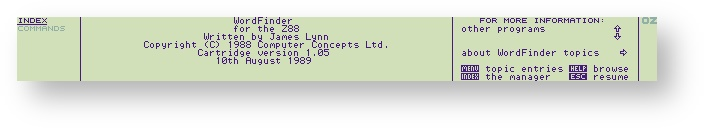 INDEX
COMMANDS
WordFinder
for the Z88
Written by James Lynn
Copyright (C) 1988 Computer Concepts Ltd.
Cartridge version 1.05
10th August 1989
FOR MORE INFORMATION:
other programs
about WordFinder topics
MENU topic entries HELP browse
INDEX the manager ESC resume
OZ